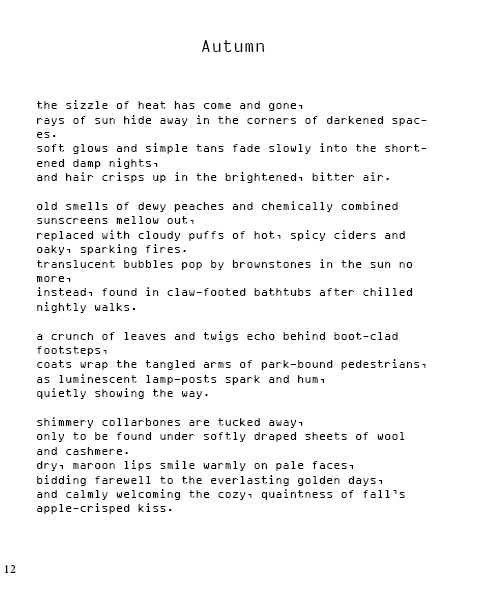 Autumn
the sizzle of heat has come and gone,
rays of sun hide away in the corners of darkened spac-
es.
soft glows and simple tans fade slowly into the short-
ened damp nights,
and hair crisps up in the brightened, bitter air.
old smells of dewy peaches and chemically combined
sunscreens mellow out,
replaced with cloudy puffs of hot, spicy ciders and
oaky, sparking fires.
translucent bubbles pop by brownstones in the sun no
more,
instead, found in claw-footed bathtubs after chilled
nightly walks.
a crunch of leaves and twigs echo behind boot-clad
footsteps,
coats wrap the tangled arms of park-bound pedestrians,
as luminescent lamp-posts spark and hum,
quietly showing the way.
shimmery collarbones are tucked away,
only to be found under softly draped sheets of wool
and cashmere.
dry, maroon lips smile warmly on pale faces,
bidding farewell to the everlasting golden days,
and calmly welcoming the cozy, quaintness of fall's
apple-crisped kiss.
12